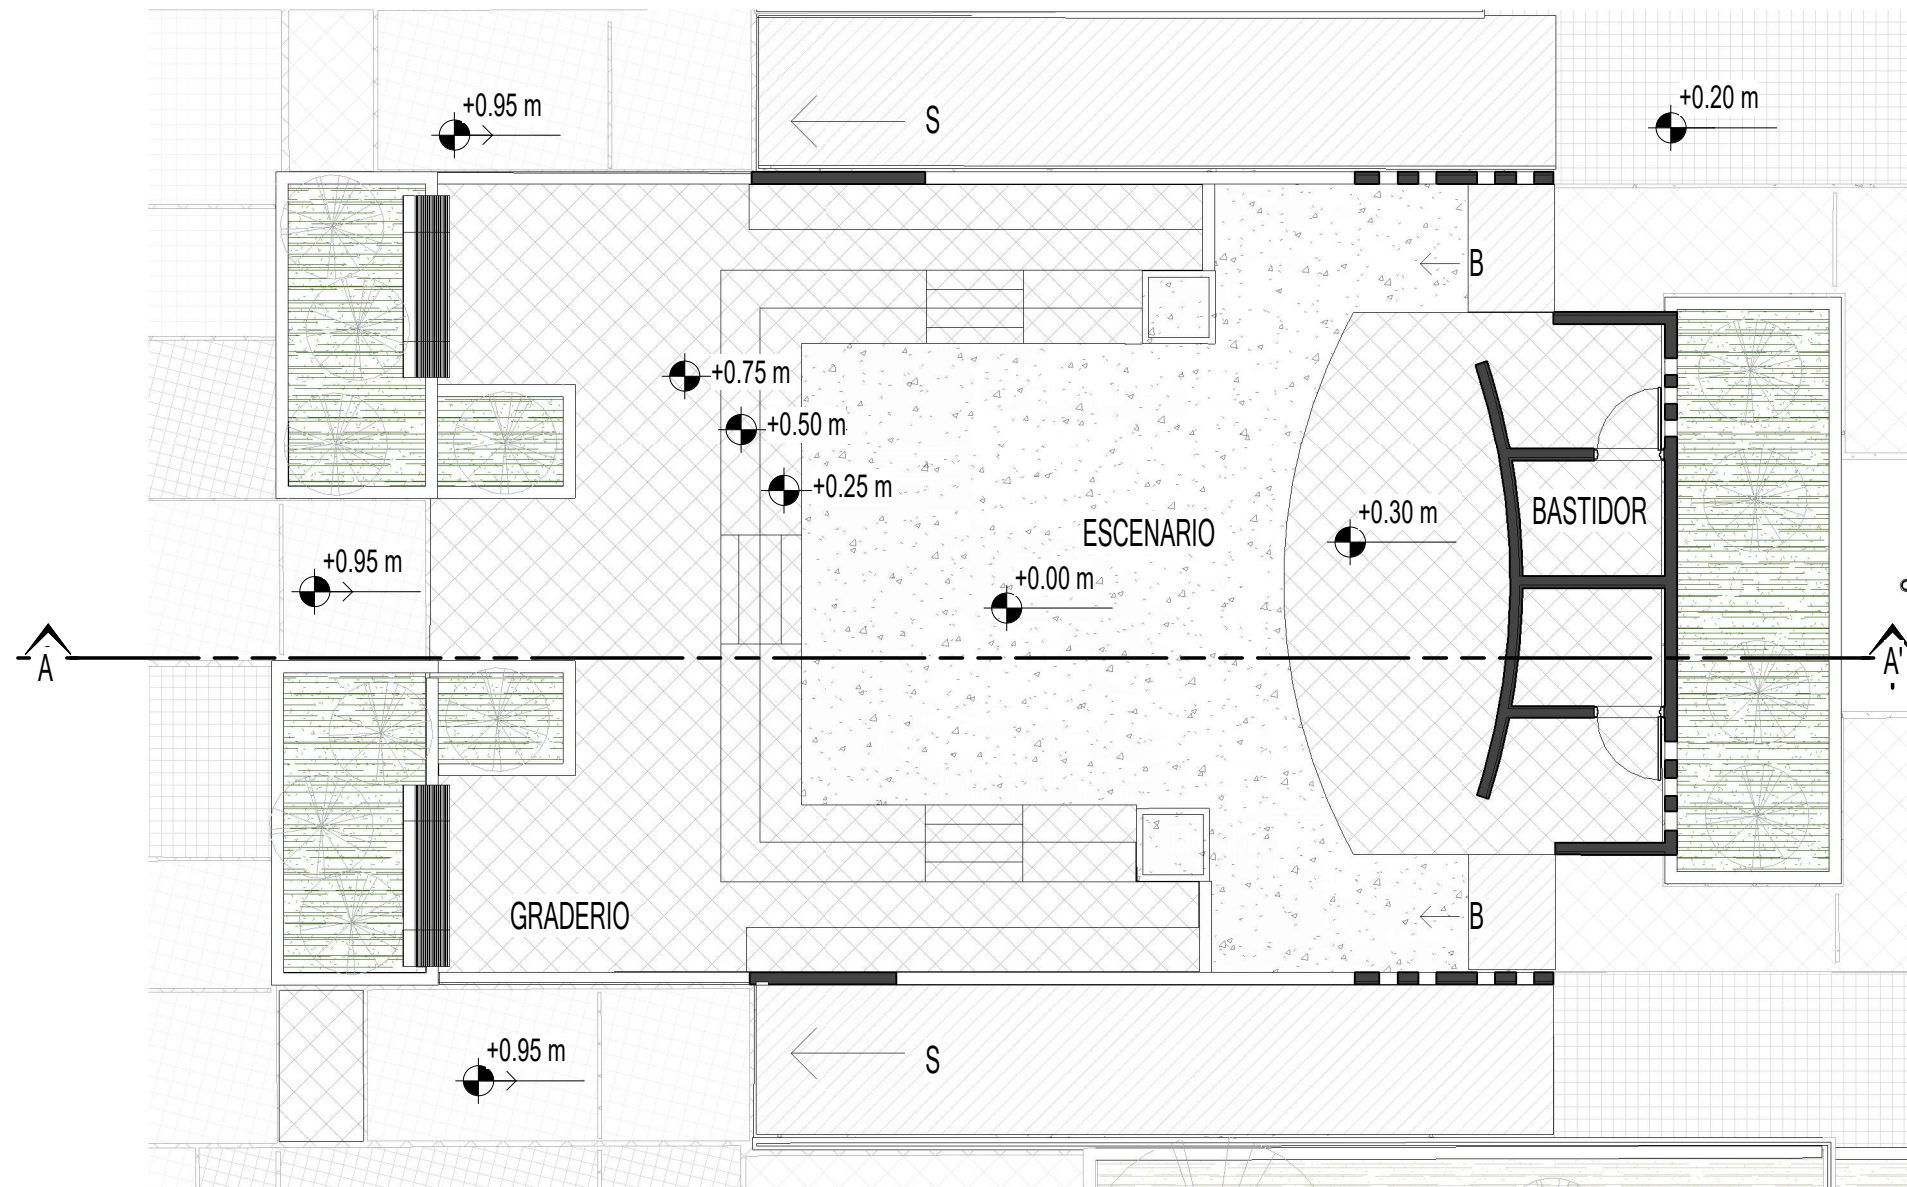 +0.95 m
S
+0.20 m
B
+0.75 m
+0.50 m
+0.25 m
ESCENARIO
+0.30 m
BASTIDOR
+0.95 m
+0.00 m
A
A'
GRADERIO
B
+0.95 m
S